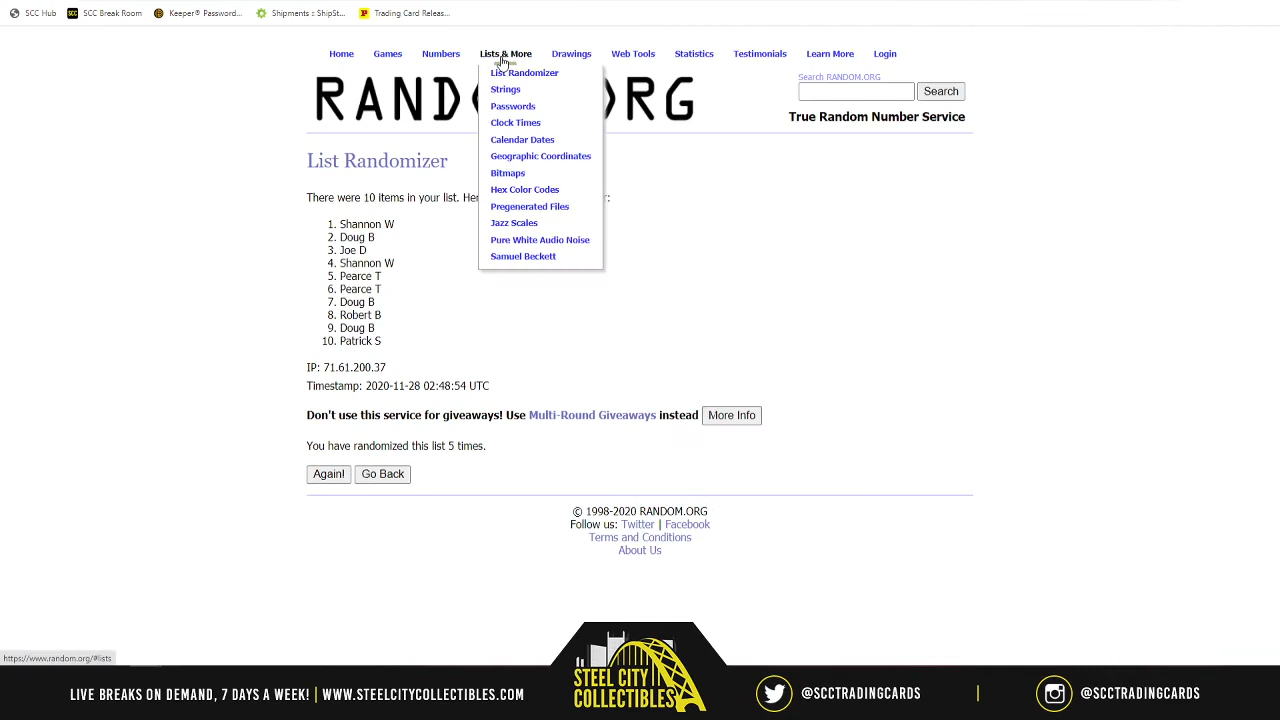 SCC Hub SCC Break Room Keeper® Password... Shipments :: ShipSt... Trading Card Releas...
Home Games Numbers Lists & More Drawings Web Tools Statistics Testimonials Learn More Login
List Randomizer
Strings
Passwords
Clock Times
Calendar Dates
Geographic Coordinates
Bitmaps
Hex Color Codes
Pregenerated Files
Jazz Scales
Pure White Audio Noise
Samuel Beckett
Search RANDOM.ORG
Search
True Random Number Service
List Randomizer
There were 10 items in your list.
1. Shannon W
2. Doug B
3. Joe D
4. Shannon W
5. Pearce T
6. Pearce T
7. Doug B
8. Robert B
9. Doug B
10. Patrick S
IP: 71.61.200.37
Timestamp: 2020-11-28 02:48:54 UTC
Don't use this service for giveaways! Use Multi-Round Giveaways instead More Info
You have randomized this list 5 times.
Again! Go Back
© 1998-2020 RANDOM.ORG
Follow us: Twitter | Facebook
Terms and Conditions
About Us
https://www.random.org/#lists
LIVE BREAKS ON DEMAND, 7 DAYS A WEEK! | WWW.STEELCITYCOLLECTIBLES.COM
STEEL CITY
COLLECTIBLES
@SCCTRADINGCARDS | @SCCTRADINGCARDS